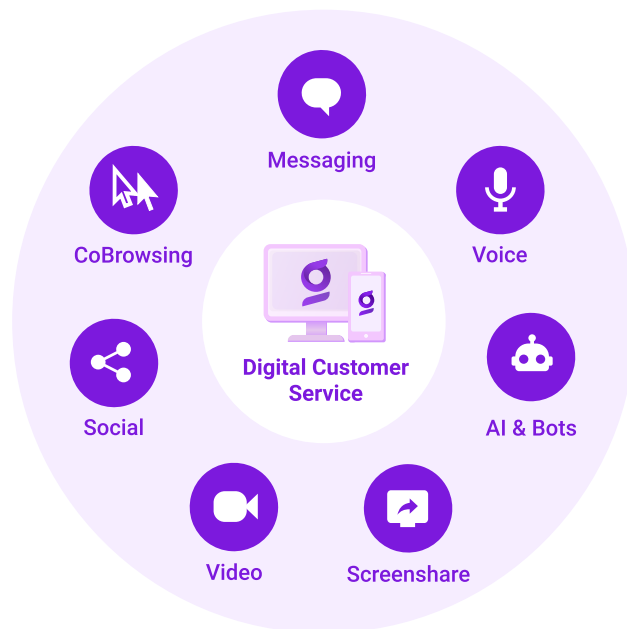 Messaging
CoBrowsing
Voice
Digital Customer
Service
Social
AI & Bots
Video
Screenshare